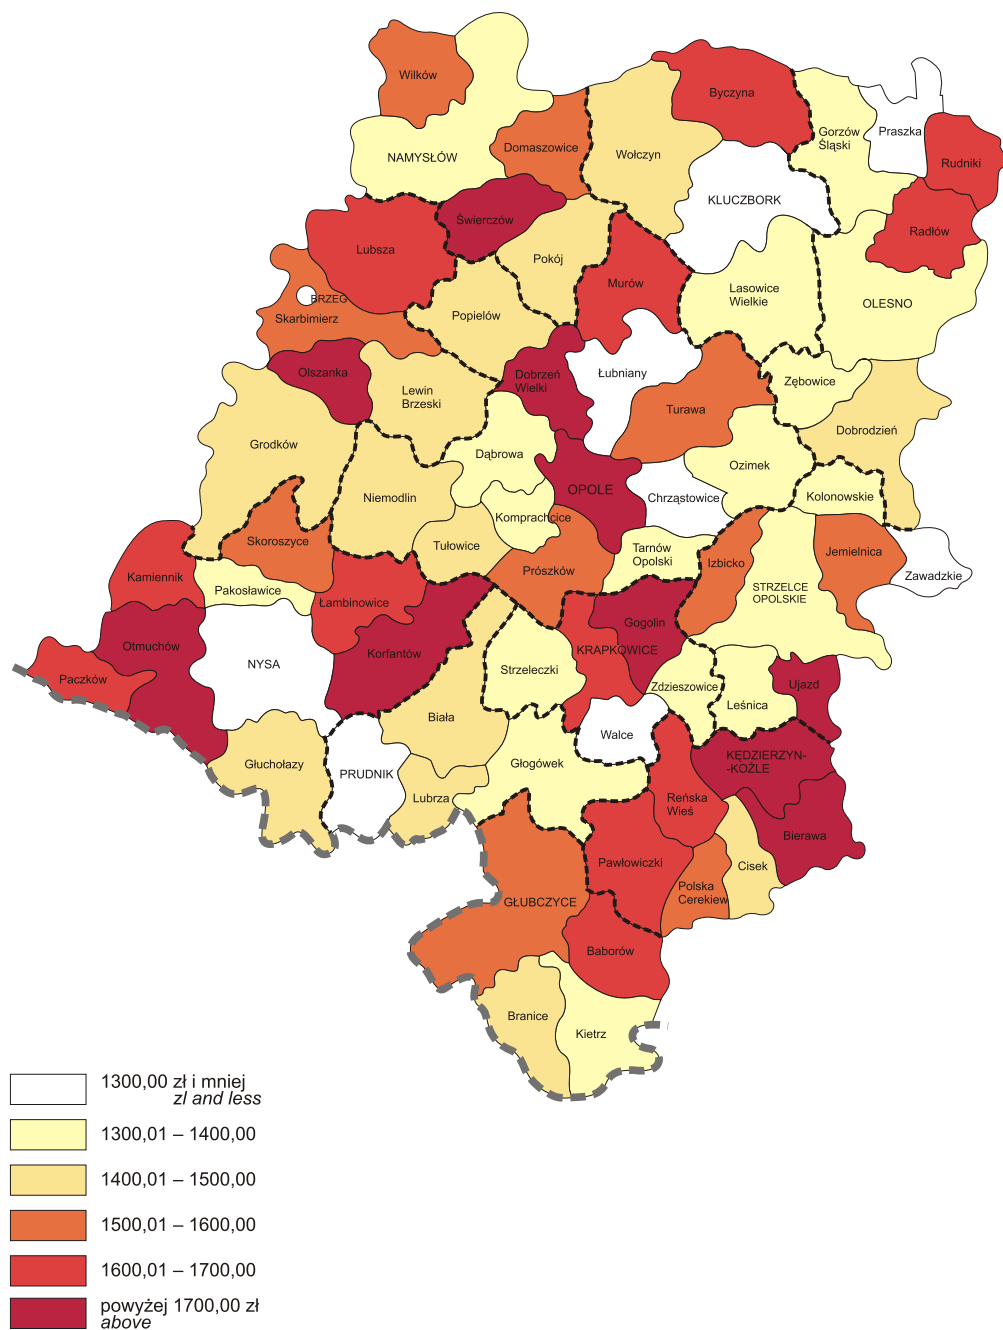 Wilków
Byczyna
Gorzów
Śląski
Praszka
Domaszowice
Wołczyn
NAMYSŁÓW
Rudniki
KLUCZBORK
Świerczów
Radłów
Lubsza
Pokój
Murów
Lasowice
Wielkie
OLESNO
BRZEG
Skarbimierz
Popielów
Olszanka
Dobrzeń
Wielki
Łubniany
Zębowice
Lewin
Brzeski
Turawa
Dobrodzień
Grodków
Dąbrowa
Ozimek
OPOLE
Niemodlin
Chrząstowice
Kolonowskie
Komprachcice
Skoroszyce
Tułowice
Tarnów
Opolski
Jemielnica
Izbicko
Prószków
Kamiennik
Zawadzkie
Pakosławice
STRZELCE
OPOLSKIE
Łambinowice
Gogolin
Otmuchów
KRAPKOWICE
Korfantów
NYSA
Strzeleczki
Paczków
Zdzieszowice
Ujazd
Leśnica
Biała
Walce
KĘDZIERZYN-
-KOŹLE
Głuchołazy
Głogówek
PRUDNIK
Lubrza
Reńska
Wieś
Bierawa
Pawłowiczki
Cisek
Polska
Cerekiew
GŁUBCZYCE
Baborów
Branice
Kietrz
1300,00 zł i mniej
zl and less
1300,01 – 1400,00
1400,01 – 1500,00
1500,01 – 1600,00
1600,01 – 1700,00
powyżej 1700,00 zł
above